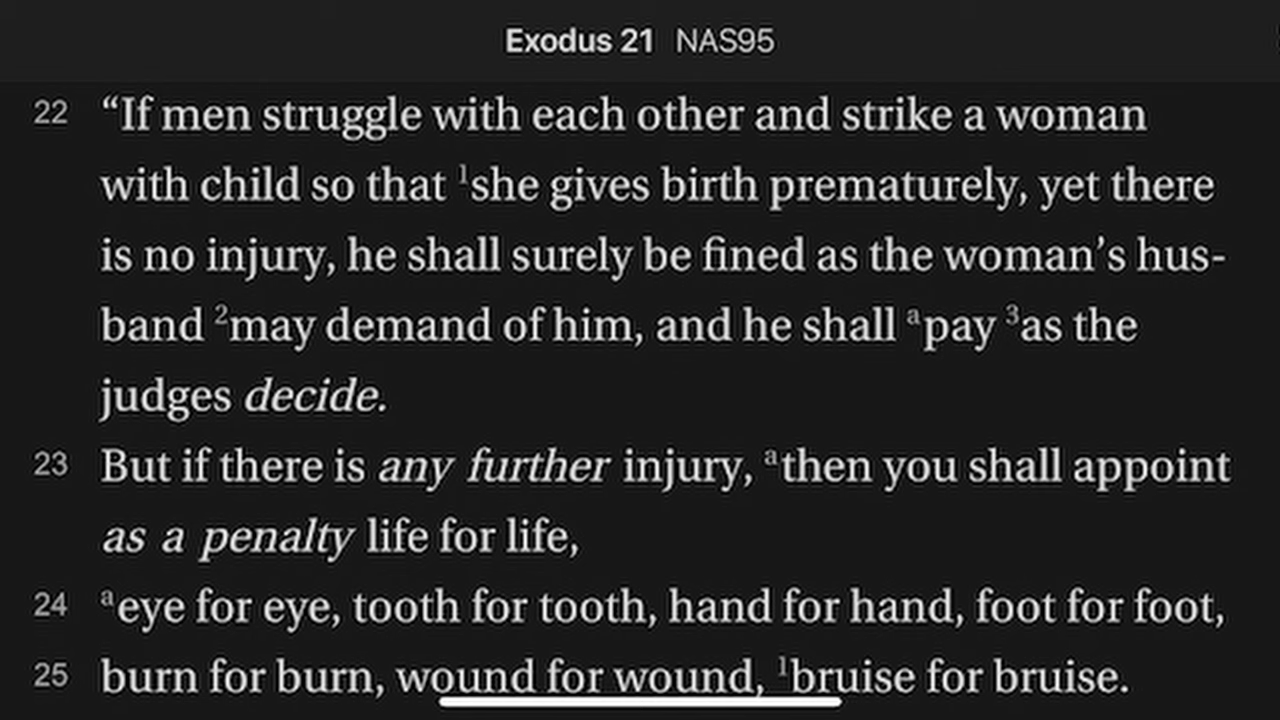 Exodus 21 NAS95
22 “If men struggle with each other and strike a woman
with child so that ¹she gives birth prematurely, yet there
is no injury, he shall surely be fined as the woman’s hus-
band ²may demand of him, and he shall ᵃpay ³as the
judges decide.
23 But if there is any further injury, ᵃthen you shall appoint
as a penalty life for life,
24 ᵃeye for eye, tooth for tooth, hand for hand, foot for foot,
25 burn for burn, wound for wound, ¹bruise for bruise.